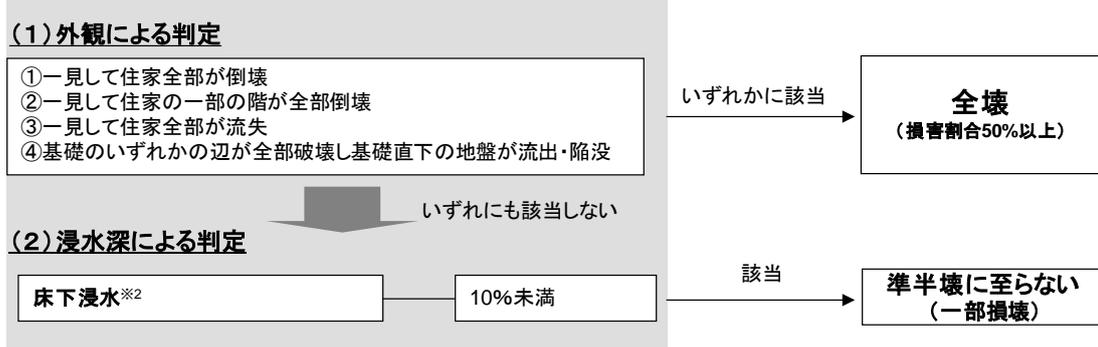 （１）外観による判定
①一見して住家全部が倒壊
②一見して住家の一部の階が全部倒壊
③一見して住家全部が流失
④基礎のいずれかの辺が全部破壊し基礎直下の地盤が流出・陥没
いずれかに該当
全壊
（損害割合50%以上）
いずれにも該当しない
（２）浸水深による判定
床下浸水※2
10%未満
該当
準半壊に至らない
（一部損壊）